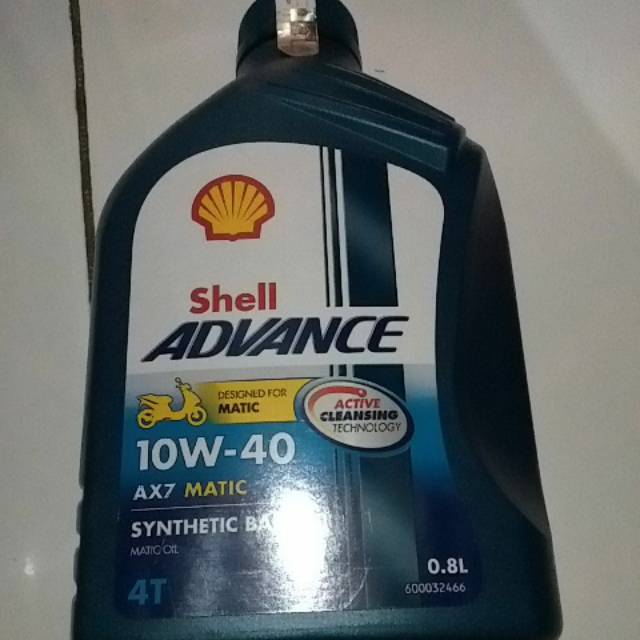 Shell
ADVANCE
DESIGNED FOR
MATIC
ACTIVE
CLEANSING
TECHNOLOGY
10W-40
AX7 MATIC
SYNTHETIC
MATIC OIL
4T
0.8L
600032466